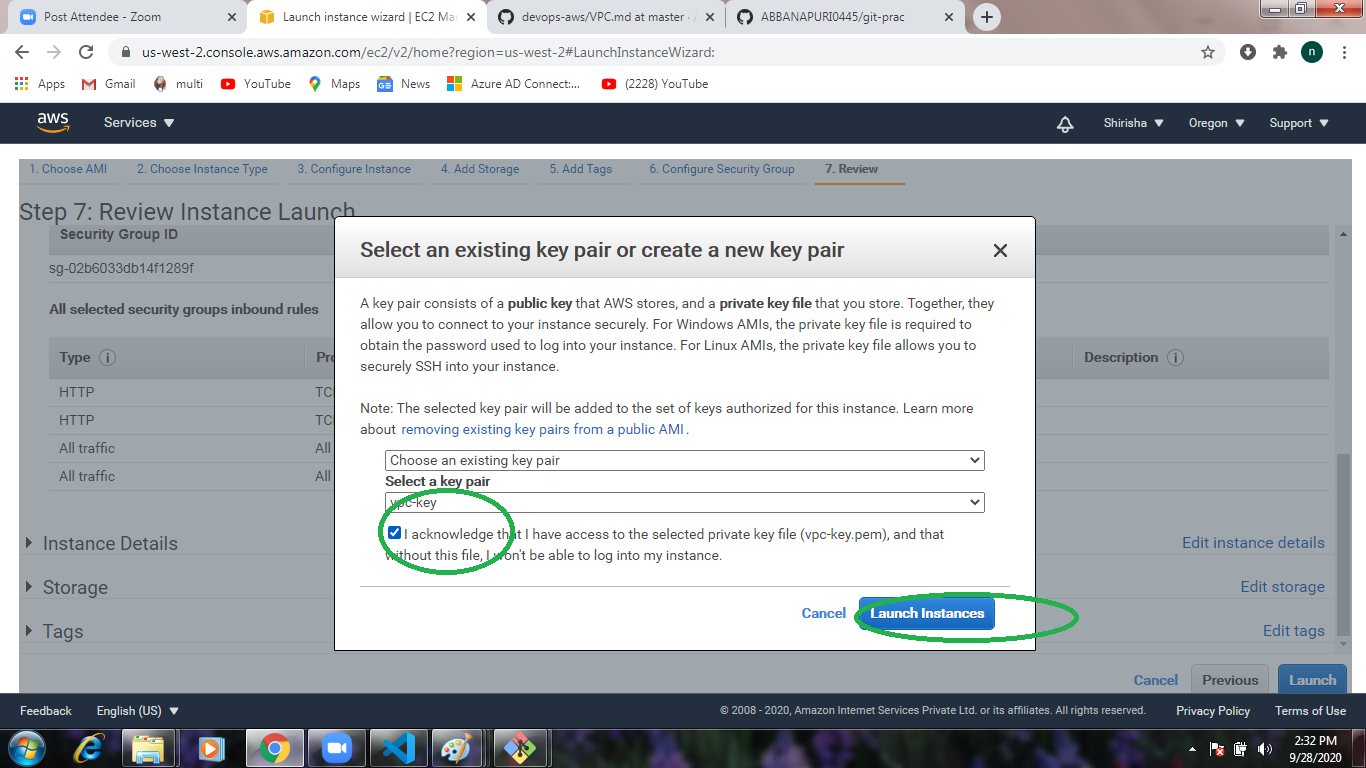 Post Attendee - Zoom
Launch instance wizard | EC2 Ma
devops-aws/VPC.md at master ·
ABBANAPURI0445/git-prac
us-west-2.console.aws.amazon.com/ec2/v2/home?region=us-west-2#LaunchInstanceWizard:
n
Apps Gmail multi YouTube Maps News Azure AD Connect:... (2228) YouTube
aws Services Shirisha Oregon Support
1. Choose AMI 2. Choose Instance Type 3. Configure Instance 4. Add Storage 5. Add Tags 6. Configure Security Group 7. Review
Step 7: Review Instance Launch
Security Group ID
sg-02b6033db14f1289f
All selected security groups inbound rules
Type Description
HTTP
HTTP
All traffic All
All traffic All
Select an existing key pair or create a new key pair
A key pair consists of a public key that AWS stores, and a private key file that you store. Together, they
allow you to connect to your instance securely. For Windows AMIs, the private key file is required to
obtain the password used to log into your instance. For Linux AMIs, the private key file allows you to
securely SSH into your instance.
Note: The selected key pair will be added to the set of keys authorized for this instance. Learn more
about removing existing key pairs from a public AMI .
Choose an existing key pair
Select a key pair
vpc-key
I acknowledge that I have access to the selected private key file (vpc-key.pem), and that
without this file, I won't be able to log into my instance.
Cancel Launch Instances
Instance Details Edit instance details
Storage Edit storage
Tags Edit tags
Cancel Previous Launch
Feedback English (US) © 2008 - 2020, Amazon Internet Services Private Ltd. or its affiliates. All rights reserved. Privacy Policy Terms of Use
2:32 PM
9/28/2020